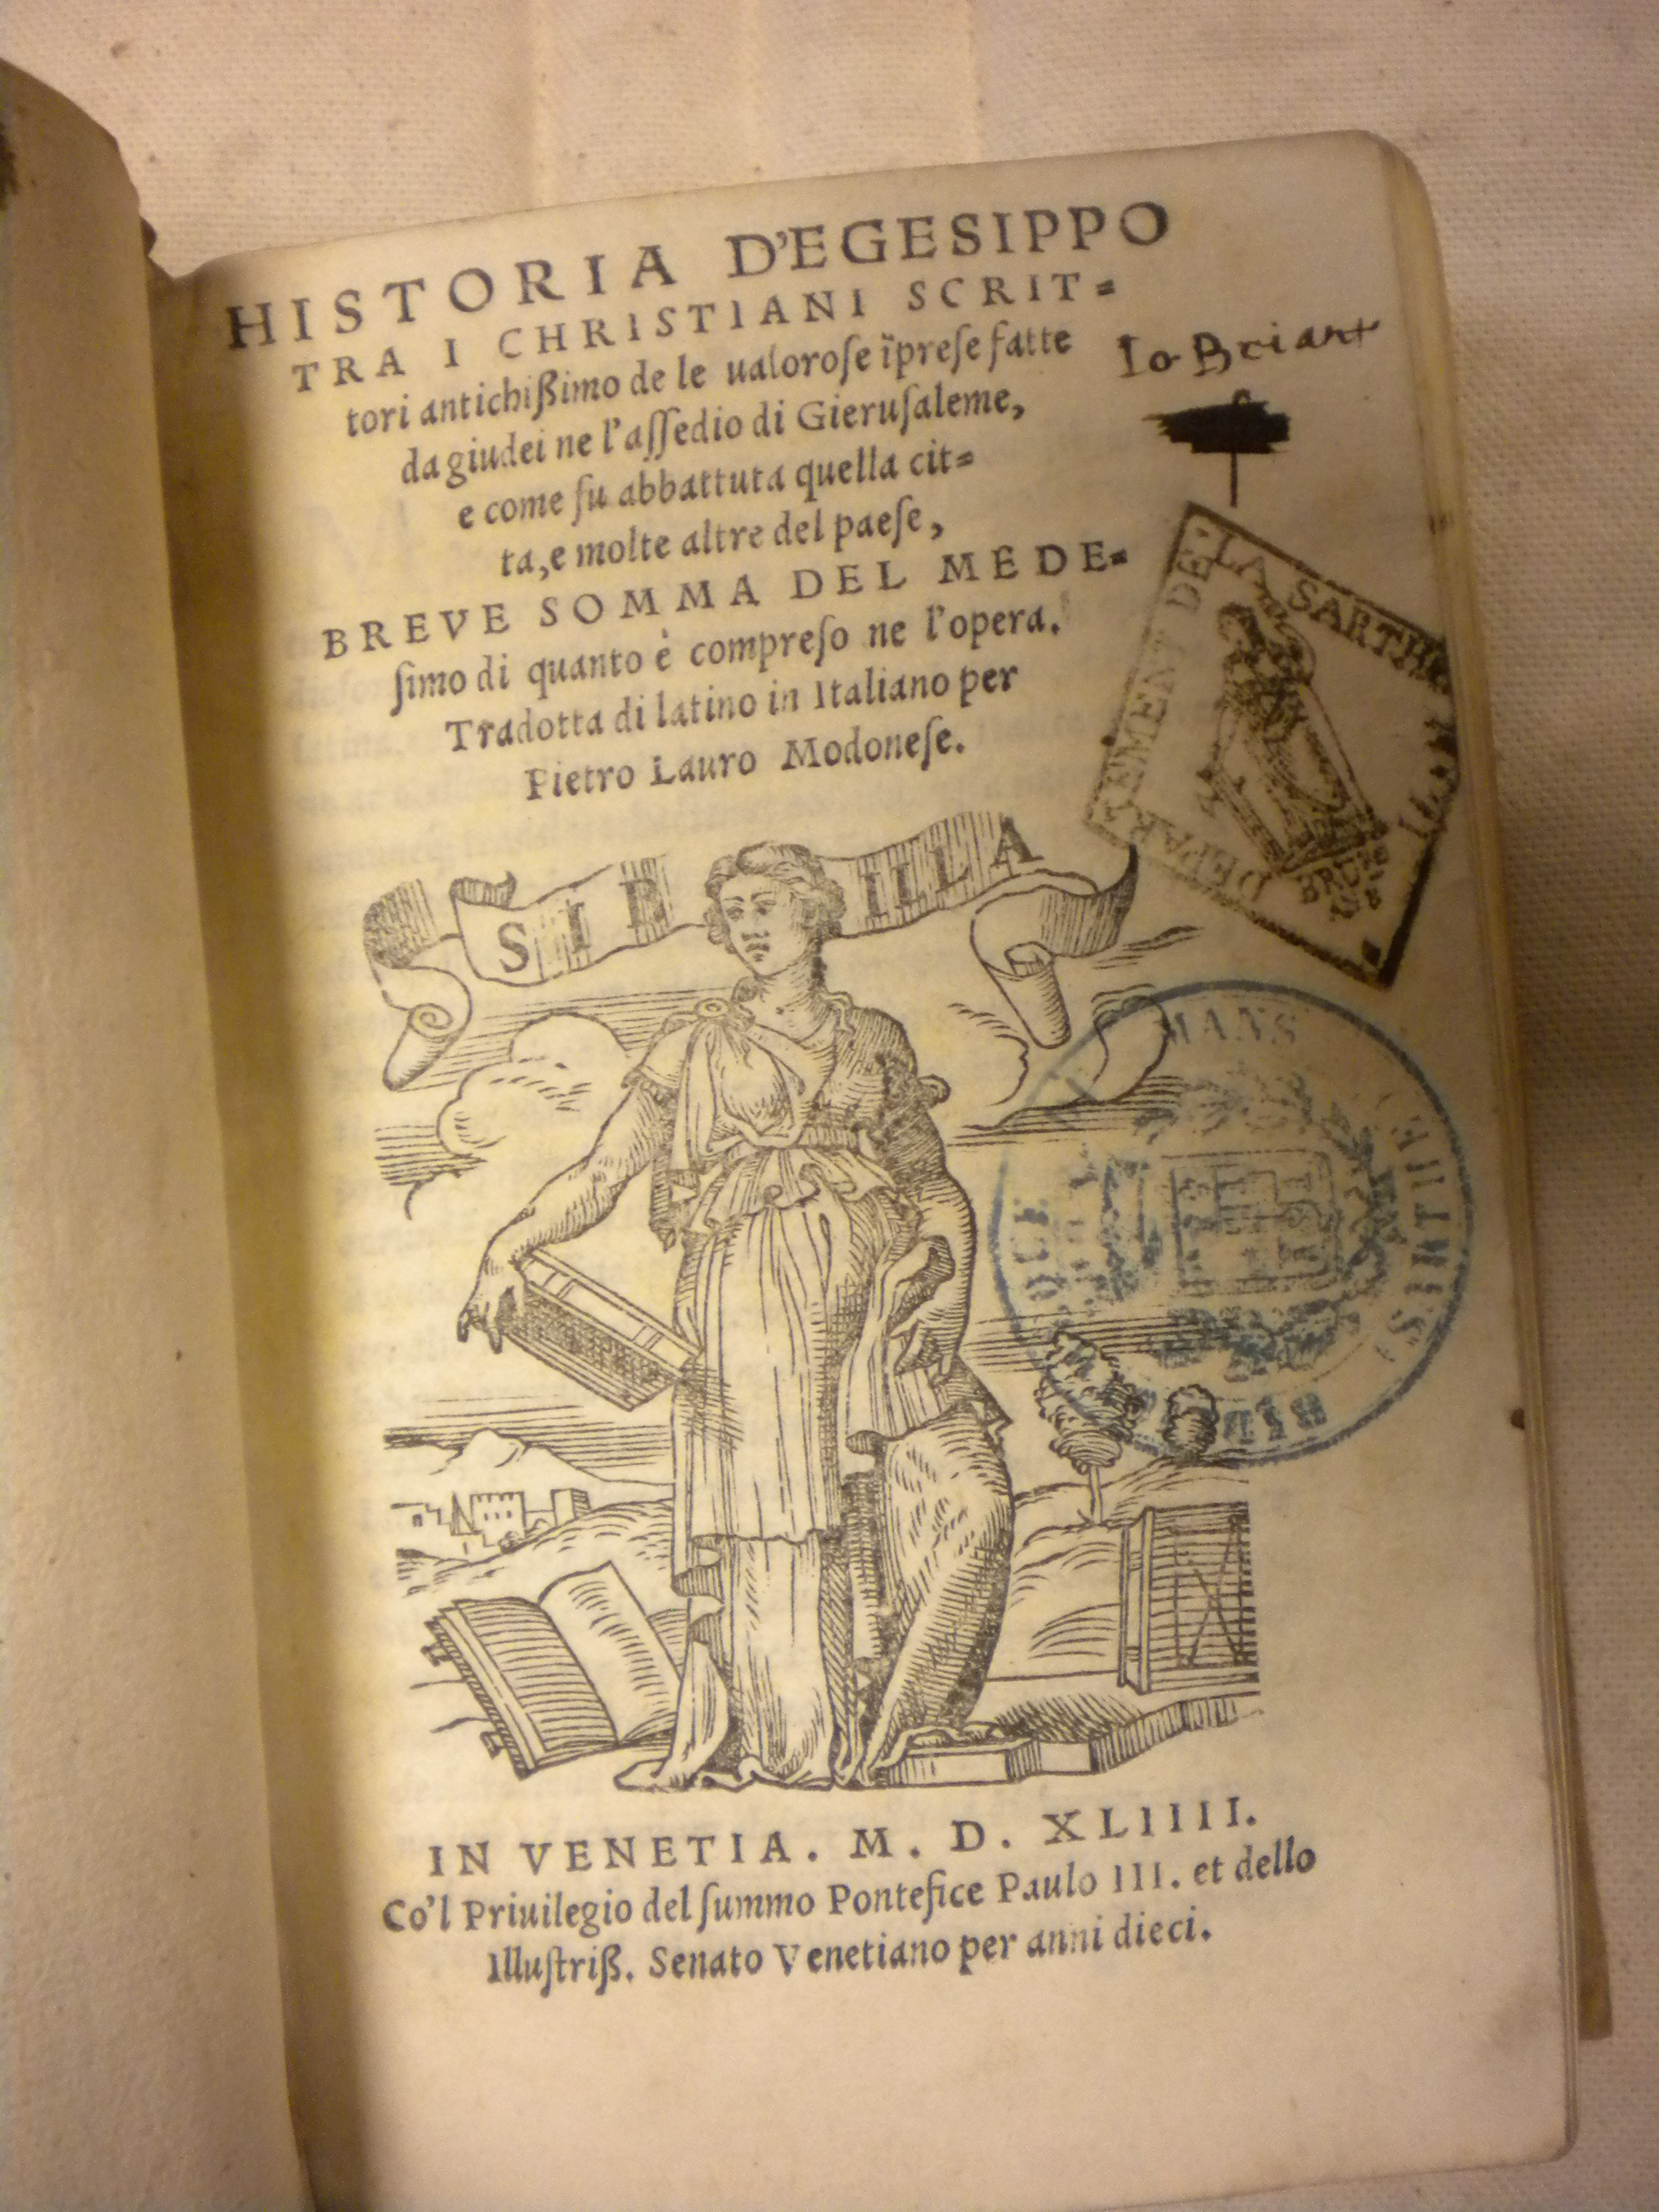 HISTORIA D'EGESIPPO
TRA I CHRISTIANI SCRIT=
tori antichißimo de le ualoroſe ïpreſe fatte
da giudei ne l'aſſedio di Gieruſaleme,
e come fu abbattuta quella cit=
ta, e molte altre del paeſe,
BREVE SOMMA DEL MEDE=
ſimo di quanto è compreſo ne l'opera.
Tradotta di latino in Italiano per
Pietro Lauro Modoneſe.
Io Briant
DEPARTEMENT DE LA SARTHE
SIBILLA
MANS
IN VENETIA. M. D. XLIIII.
Co'l Priuilegio del ſummo Pontefice Paulo III. et dello
Illuſtriß. Senato Venetiano per anni dieci.